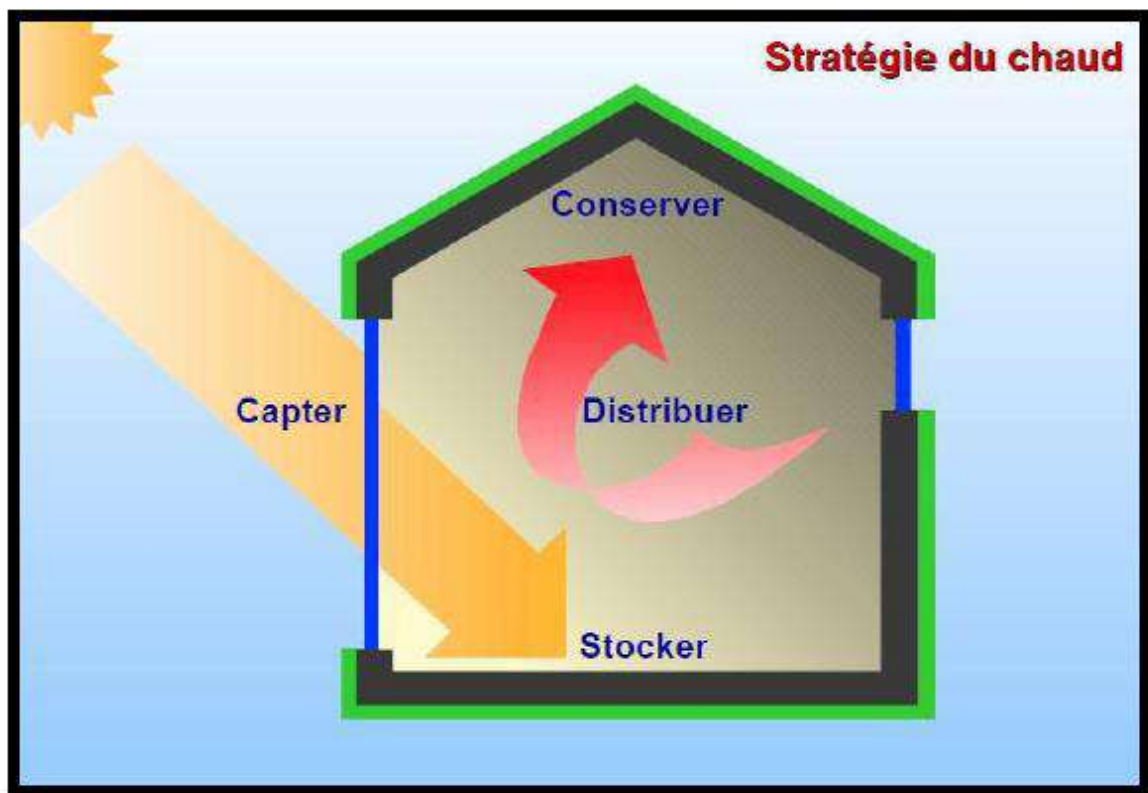 Stratégie du chaud
Conserver
Capter
Distribuer
Stocker